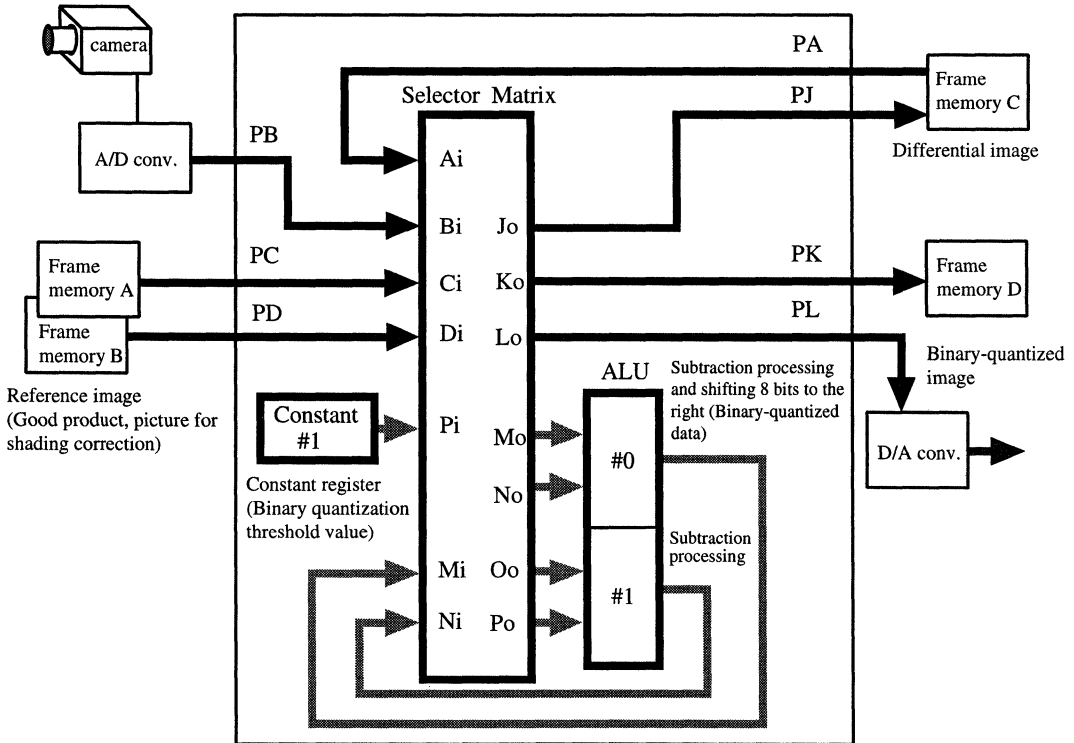 camera
PA
Selector Matrix
PJ
Frame
memory C
Differential image
PB
A/D conv.
Ai
Bi
Jo
PC
PK
Frame
memory A
Ci
Ko
Frame
memory D
PD
PL
Frame
memory B
Di
Lo
Reference image
(Good product, picture for
shading correction)
ALU
Subtraction processing
and shifting 8 bits to the
right (Binary-quantized
data)
Binary-quantized
image
Constant
#1
Pi
Mo
#0
D/A conv.
Constant register
(Binary quantization
threshold value)
No
Subtraction
processing
Mi
Oo
#1
Ni
Po